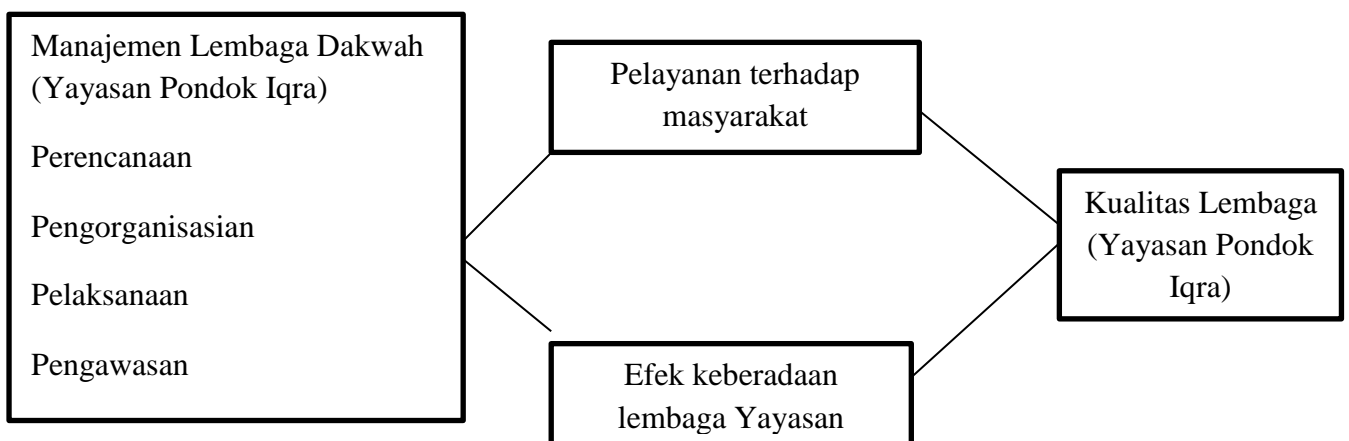 Manajemen Lembaga Dakwah
(Yayasan Pondok Iqra)
Perencanaan
Pengorganisasian
Pelaksanaan
Pengawasan
Pelayanan terhadap
masyarakat
Efek keberadaan
lembaga Yayasan
Kualitas Lembaga
(Yayasan Pondok
Iqra)